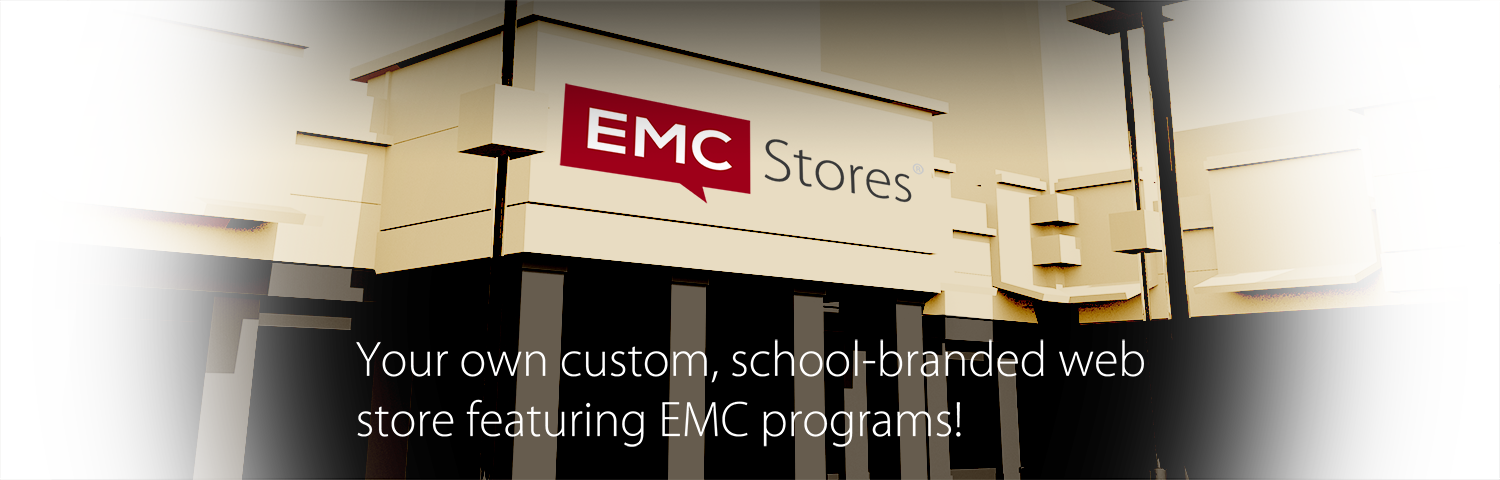 EMC Stores®
Your own custom, school-branded web
store featuring EMC programs!